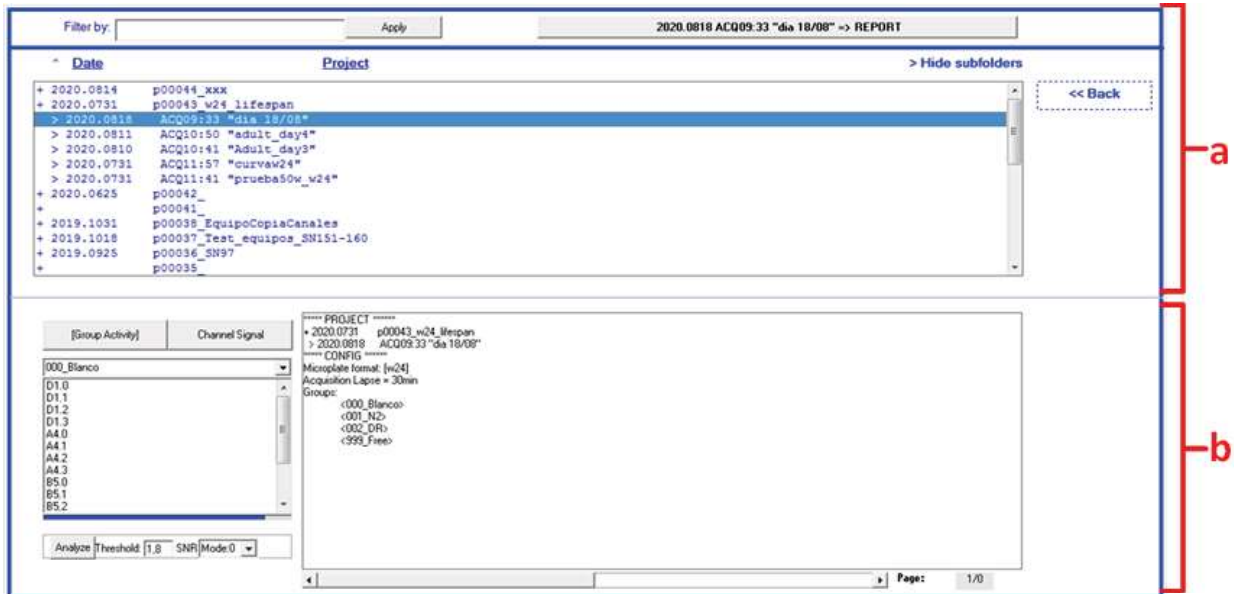 Filter by: Apply 2020.0818 ACQ09:33 "dia 18/08" => REPORT
^ Date Project > Hide subfolders
<< Back
+ 2020.0814 p00044_xxx
+ 2020.0731 p00043_w24_lifespan
> 2020.0818 ACQ09:33 "dia 18/08"
> 2020.0811 ACQ10:50 "adult_day4"
> 2020.0810 ACQ10:41 "Adult_day3"
> 2020.0731 ACQ11:57 "curvaw24"
> 2020.0731 ACQ11:41 "prueba50w_w24"
+ 2020.0625 p00042_
+ p00041_
+ 2019.1031 p00038_EquipoCopiaCanales
+ 2019.1018 p00037_Test_equipos_SN151-160
+ 2019.0925 p00036_SN97
+ p00035_
a
[Group Activity] Channel Signal
000_Blanco
D1.0
D1.1
D1.2
D1.3
A4.0
A4.1
A4.2
A4.3
B5.0
B5.1
B5.2
Analyze Threshold: 1,8 SNR Mode:0
***** PROJECT ******
+ 2020.0731 p00043_w24_lifespan
> 2020.0818 ACQ09:33 "dia 18/08"
***** CONFIG ******
Microplate format: [w24]
Acquisition Lapse = 30min
Groups:
<000_Blanco>
<001_N2>
<002_DR>
<999_Free>
Page: 1/0
b